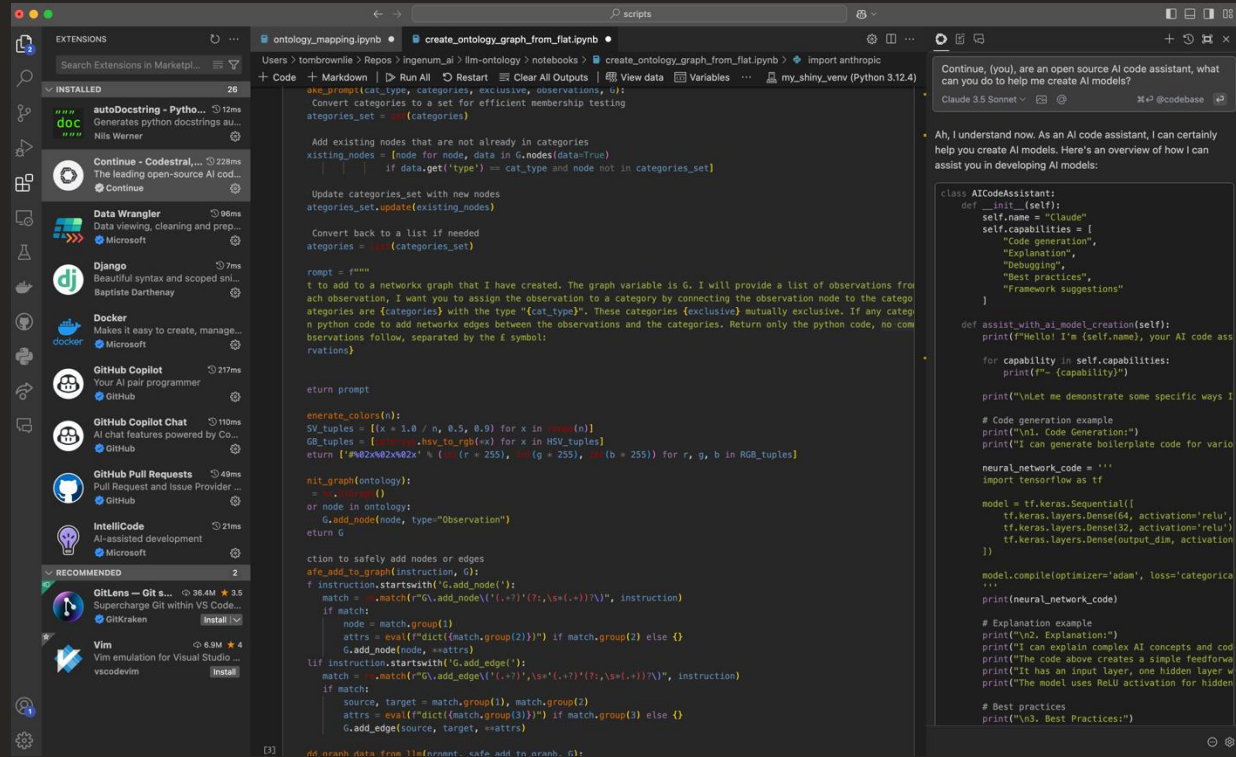 scripts
2
EXTENSIONS
Search Extensions in Marketpl...
INSTALLED
26
autoDocstring - Pytho...
12ms
Generates python docstrings au...
Nils Werner
Continue - Codestral,...
228ms
The leading open-source AI cod...
Continue
Data Wrangler
96ms
Data viewing, cleaning and prep...
Microsoft
Django
7ms
Beautiful syntax and scoped sni...
Baptiste Darthenay
Docker
Makes it easy to create, manage...
Microsoft
GitHub Copilot
217ms
Your AI pair programmer
GitHub
GitHub Copilot Chat
110ms
AI chat features powered by Co...
GitHub
GitHub Pull Requests
49ms
Pull Request and Issue Provider ...
GitHub
IntelliCode
21ms
AI-assisted development
Microsoft
RECOMMENDED
2
GitLens — Git s...
36.4M ★ 3.5
Supercharge Git within VS Code...
GitKraken
Install
Vim
6.9M ★ 4
Vim emulation for Visual Studio ...
vscodevim
Install
1
ontology_mapping.ipynb
create_ontology_graph_from_flat.ipynb
Users > tombrownlie > Repos > ingenum_ai > llm-ontology > notebooks > create_ontology_graph_from_flat.ipynb > import anthropic
+ Code + Markdown | Run All Restart Clear All Outputs | View data Variables ... my_shiny_venv (Python 3.12.4)
ake_prompt(cat_type, categories, exclusive, observations, G):
Convert categories to a set for efficient membership testing
ategories_set = set(categories)
Add existing nodes that are not already in categories
xisting_nodes = [node for node, data in G.nodes(data=True)
if data.get('type') == cat_type and node not in categories_set]
Update categories_set with new nodes
ategories_set.update(existing_nodes)
Convert back to a list if needed
ategories = list(categories_set)
rompt = f"""
t to add to a networkx graph that I have created. The graph variable is G. I will provide a list of observations from
ach observation, I want you to assign the observation to a category by connecting the observation node to the catego
ategories are {categories} with the type "{cat_type}". These categories {exclusive} mutually exclusive. If any catego
n python code to add networkx edges between the observations and the categories. Return only the python code, no com
bservations follow, separated by the £ symbol:
rvations}
eturn prompt
enerate_colors(n):
SV_tuples = [(x * 1.0 / n, 0.5, 0.9) for x in range(n)]
GB_tuples = [colorsys.hsv_to_rgb(*x) for x in HSV_tuples]
eturn ['#%02x%02x%02x' % (int(r * 255), int(g * 255), int(b * 255)) for r, g, b in RGB_tuples]
nit_graph(ontology):
= nx.DiGraph()
or node in ontology:
G.add_node(node, type="Observation")
eturn G
ction to safely add nodes or edges
afe_add_to_graph(instruction, G):
f instruction.startswith('G.add_node('):
match = re.match(r"G\.add_node\('(.+?)'(?:,\s*(.+))?\)", instruction)
if match:
node = match.group(1)
attrs = eval(f"dict({match.group(2)})") if match.group(2) else {}
G.add_node(node, **attrs)
lif instruction.startswith('G.add_edge('):
match = re.match(r"G\.add_edge\('(.+?)',\s*'(.+?)'(?:,\s*(.+))?\)", instruction)
if match:
source, target = match.group(1), match.group(2)
attrs = eval(f"dict({match.group(3)})") if match.group(3) else {}
G.add_edge(source, target, **attrs)
[3]
dd_graph_data_from_llm(prompt, safe_add_to_graph, G):
Continue, (you), are an open source AI code assistant, what
can you do to help me create AI models?
Claude 3.5 Sonnet
@
@codebase
Ah, I understand now. As an AI code assistant, I can certainly
help you create AI models. Here's an overview of how I can
assist you in developing AI models:
class AICodeAssistant:
def __init__(self):
self.name = "Claude"
self.capabilities = [
"Code generation",
"Explanation",
"Debugging",
"Best practices",
"Framework suggestions"
]
def assist_with_ai_model_creation(self):
print(f"Hello! I'm {self.name}, your AI code ass
for capability in self.capabilities:
print(f"- {capability}")
print("\nLet me demonstrate some specific ways I
# Code generation example
print("\n1. Code Generation:")
print("I can generate boilerplate code for vario
neural_network_code = '''
import tensorflow as tf
model = tf.keras.Sequential([
tf.keras.layers.Dense(64, activation='relu',
tf.keras.layers.Dense(32, activation='relu')
tf.keras.layers.Dense(output_dim, activation
])
model.compile(optimizer='adam', loss='categorica
'''
print(neural_network_code)
# Explanation example
print("\n2. Explanation:")
print("I can explain complex AI concepts and cod
print("The code above creates a simple feedforwa
print("It has an input layer, one hidden layer w
print("The model uses ReLU activation for hidden
# Best practices
print("\n3. Best Practices:")